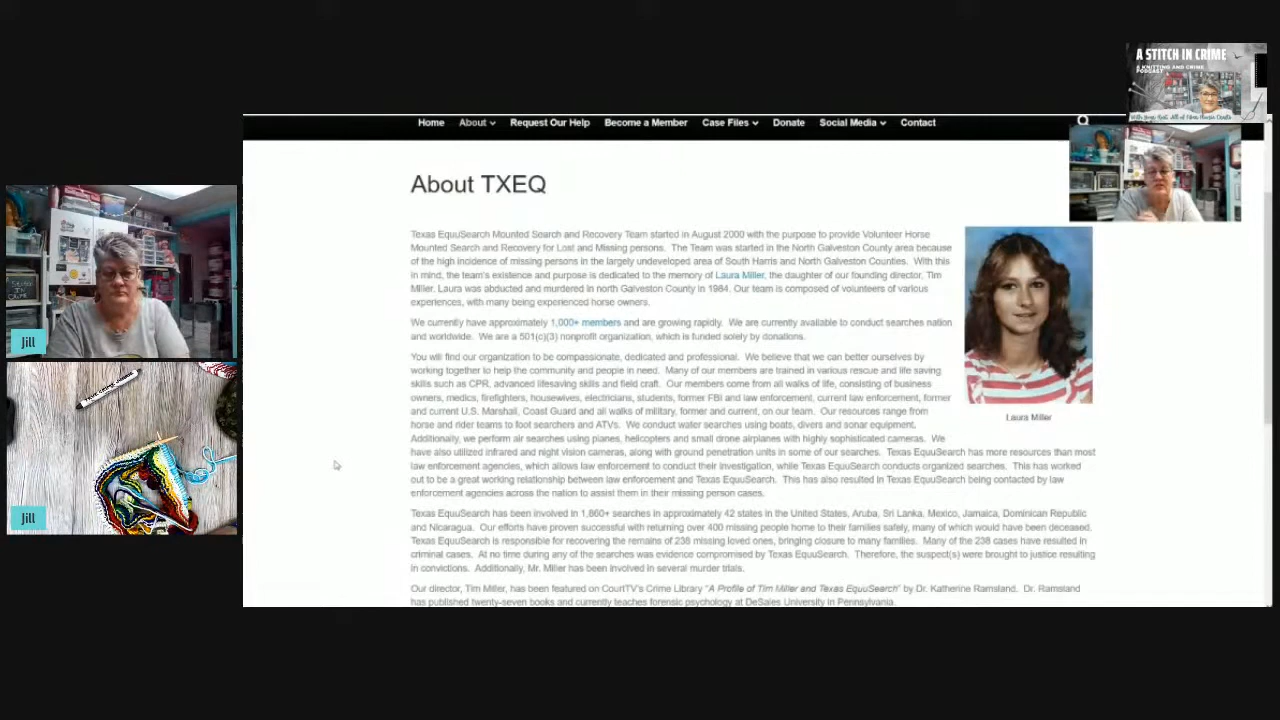 A STITCH IN CRIME
A KNITTING AND CRIME
PODCAST
Home
About
Request Our Help
Become a Member
Case Files
Donate
Social Media
Contact
About TXEQ
Texas EquuSearch Mounted Search and Recovery Team started in August 2000 with the purpose to provide Volunteer Horse
Mounted Search and Recovery for Lost and Missing persons. The Team was started in the North Galveston County area because
of the high incidence of missing persons in the largely undeveloped area of South Harris and North Galveston Counties. With this
in mind, the team's existence and purpose is dedicated to the memory of Laura Miller, the daughter of our founding director, Tim
Miller. Laura was abducted and murdered in north Galveston County in 1984. Our team is composed of volunteers of various
experiences, with many being experienced horse owners.
We currently have approximately 1,000+ members and are growing rapidly. We are currently available to conduct searches nation
and worldwide. We are a 501(c)(3) nonprofit organization, which is funded solely by donations.
You will find our organization to be compassionate, dedicated and professional. We believe that we can better ourselves by
working together to help the community and people in need. Many of our members are trained in various rescue and life saving
skills such as CPR, advanced lifesaving skills and field craft. Our members come from all walks of life, consisting of business
owners, medics, firefighters, housewives, electricians, students, former FBI and law enforcement, current law enforcement, former
and current U.S. Marshall, Coast Guard and all walks of military, former and current, on our team. Our resources range from
horse and rider teams to foot searchers and ATVs. We conduct water searches using boats, divers and sonar equipment.
Additionally, we perform air searches using planes, helicopters and small drone airplanes with highly sophisticated cameras. We
have also utilized infrared and night vision cameras, along with ground penetration units in some of our searches. Texas EquuSearch has more resources than most
law enforcement agencies, which allows law enforcement to conduct their investigation, while Texas EquuSearch conducts organized searches. This has worked
out to be a great working relationship between law enforcement and Texas EquuSearch. This has also resulted in Texas EquuSearch being contacted by law
enforcement agencies across the nation to assist them in their missing person cases.
Laura Miller
Texas EquuSearch has been involved in 1,860+ searches in approximately 42 states in the United States, Aruba, Sri Lanka, Mexico, Jamaica, Dominican Republic
and Nicaragua. Our efforts have proven successful with returning over 400 missing people home to their families safely, many of which would have been deceased.
Texas EquuSearch is responsible for recovering the remains of 238 missing loved ones, bringing closure to many families. Many of the 238 cases have resulted in
criminal cases. At no time during any of the searches was evidence compromised by Texas EquuSearch. Therefore, the suspect(s) were brought to justice resulting
in convictions. Additionally, Mr. Miller has been involved in several murder trials.
Our director, Tim Miller, has been featured on CourtTV's Crime Library "A Profile of Tim Miller and Texas EquuSearch" by Dr. Katherine Ramsland. Dr. Ramsland
has published twenty-seven books and currently teaches forensic psychology at DeSales University in Pennsylvania.
Jill
Jill